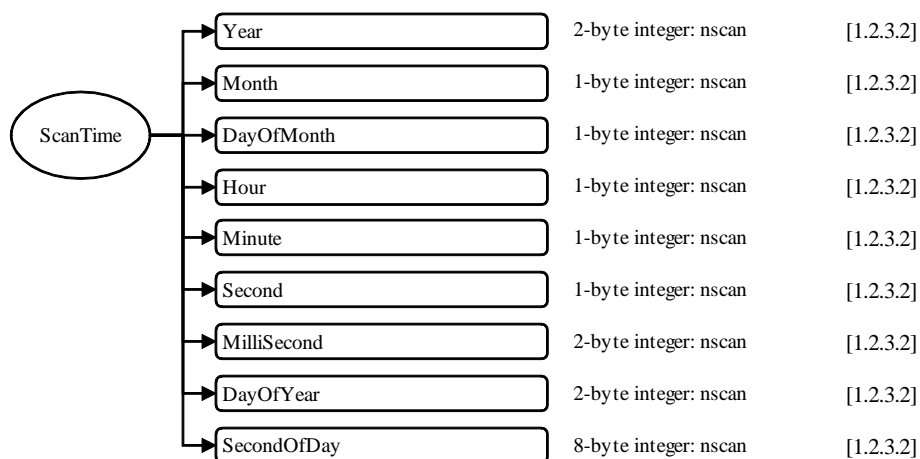 Year 2-byte integer: nscan [1.2.3.2]
Month 1-byte integer: nscan [1.2.3.2]
ScanTime
DayOfMonth 1-byte integer: nscan [1.2.3.2]
Hour 1-byte integer: nscan [1.2.3.2]
Minute 1-byte integer: nscan [1.2.3.2]
Second 1-byte integer: nscan [1.2.3.2]
MilliSecond 2-byte integer: nscan [1.2.3.2]
DayOfYear 2-byte integer: nscan [1.2.3.2]
SecondOfDay 8-byte integer: nscan [1.2.3.2]